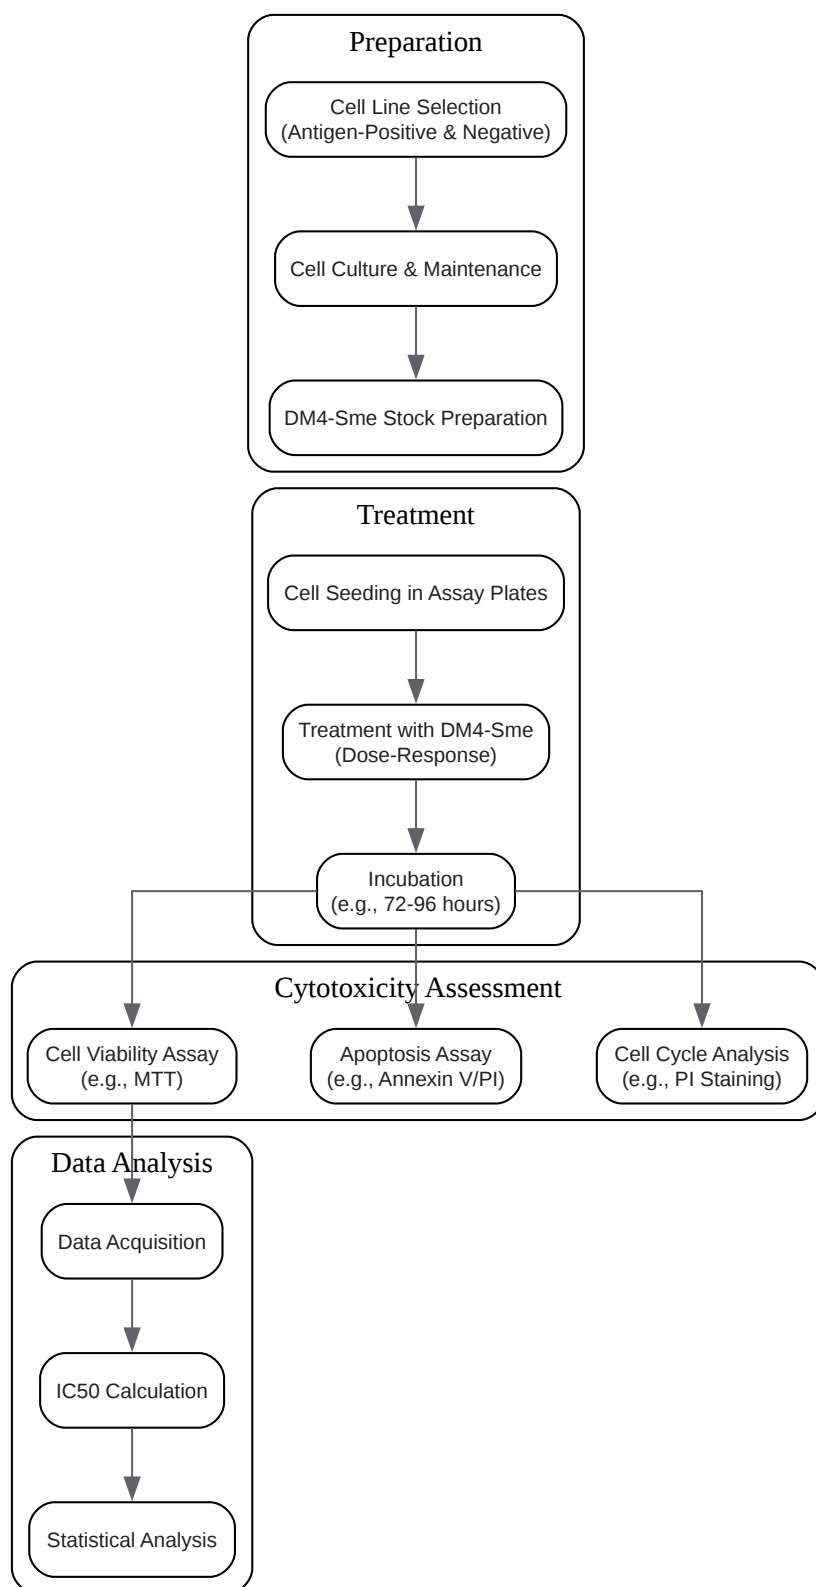 Preparation
Cell Line Selection
(Antigen-Positive & Negative)
Cell Culture & Maintenance
DM4-Sme Stock Preparation
Treatment
Cell Seeding in Assay Plates
Treatment with DM4-Sme
(Dose-Response)
Incubation
(e.g., 72-96 hours)
Cytotoxicity Assessment
Cell Viability Assay
(e.g., MTT)
Apoptosis Assay
(e.g., Annexin V/PI)
Cell Cycle Analysis
(e.g., PI Staining)
Data Analysis
Data Acquisition
IC50 Calculation
Statistical Analysis